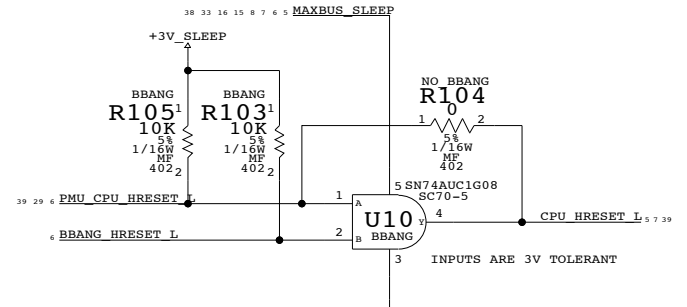 38 33 16 15 8 7 6 5 MAXBUS_SLEEP
+3V_SLEEP
NO_BBANG
R104
0
1 2
5%
1/16W
MF
402
BBANG
R105 1
10K
5%
1/16W
MF
402 2
BBANG
R103 1
10K
5%
1/16W
MF
402 2
5 SN74AUC1G08
SC70-5
39 29 6 PMU_CPU_HRESET_L
1
A
U10
BBANG
Y
4
CPU_HRESET_L 5 7 39
6 BBANG_HRESET_L
2
B
3
INPUTS ARE 3V TOLERANT